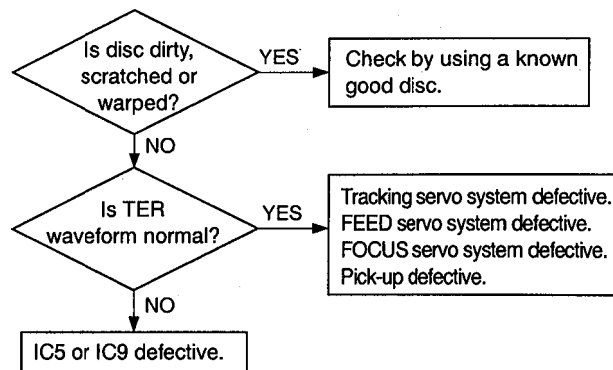 Is disc dirty,
scratched or
warped?
YES
Check by using a known
good disc.
NO
Is TER
waveform normal?
YES
Tracking servo system defective.
FEED servo system defective.
FOCUS servo system defective.
Pick-up defective.
NO
IC5 or IC9 defective.